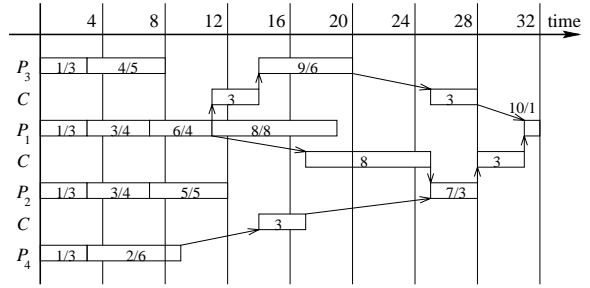 4 8 12 16 20 24 28 32 time
P3 1/3 4/5 9/6
C 3 3
10/1
P1 1/3 3/4 6/4 8/8
C 8 3
P2 1/3 3/4 5/5 7/3
C 3
P4 1/3 2/6